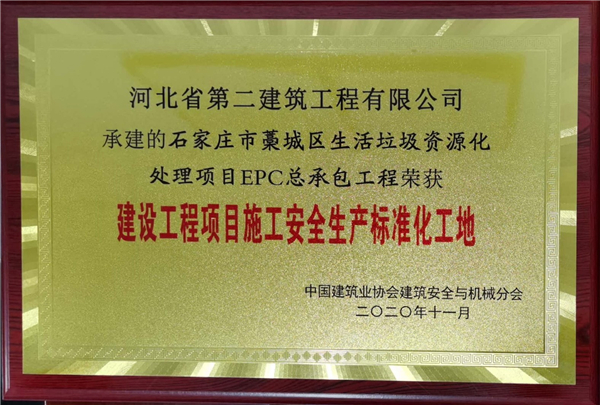 河北省第二建筑工程有限公司
承建的石家庄市藁城区生活垃圾资源化
处理项目EPC总承包工程荣获
建设工程项目施工安全生产标准化工地
中国建筑业协会建筑安全与机械分会
二〇二〇年十一月